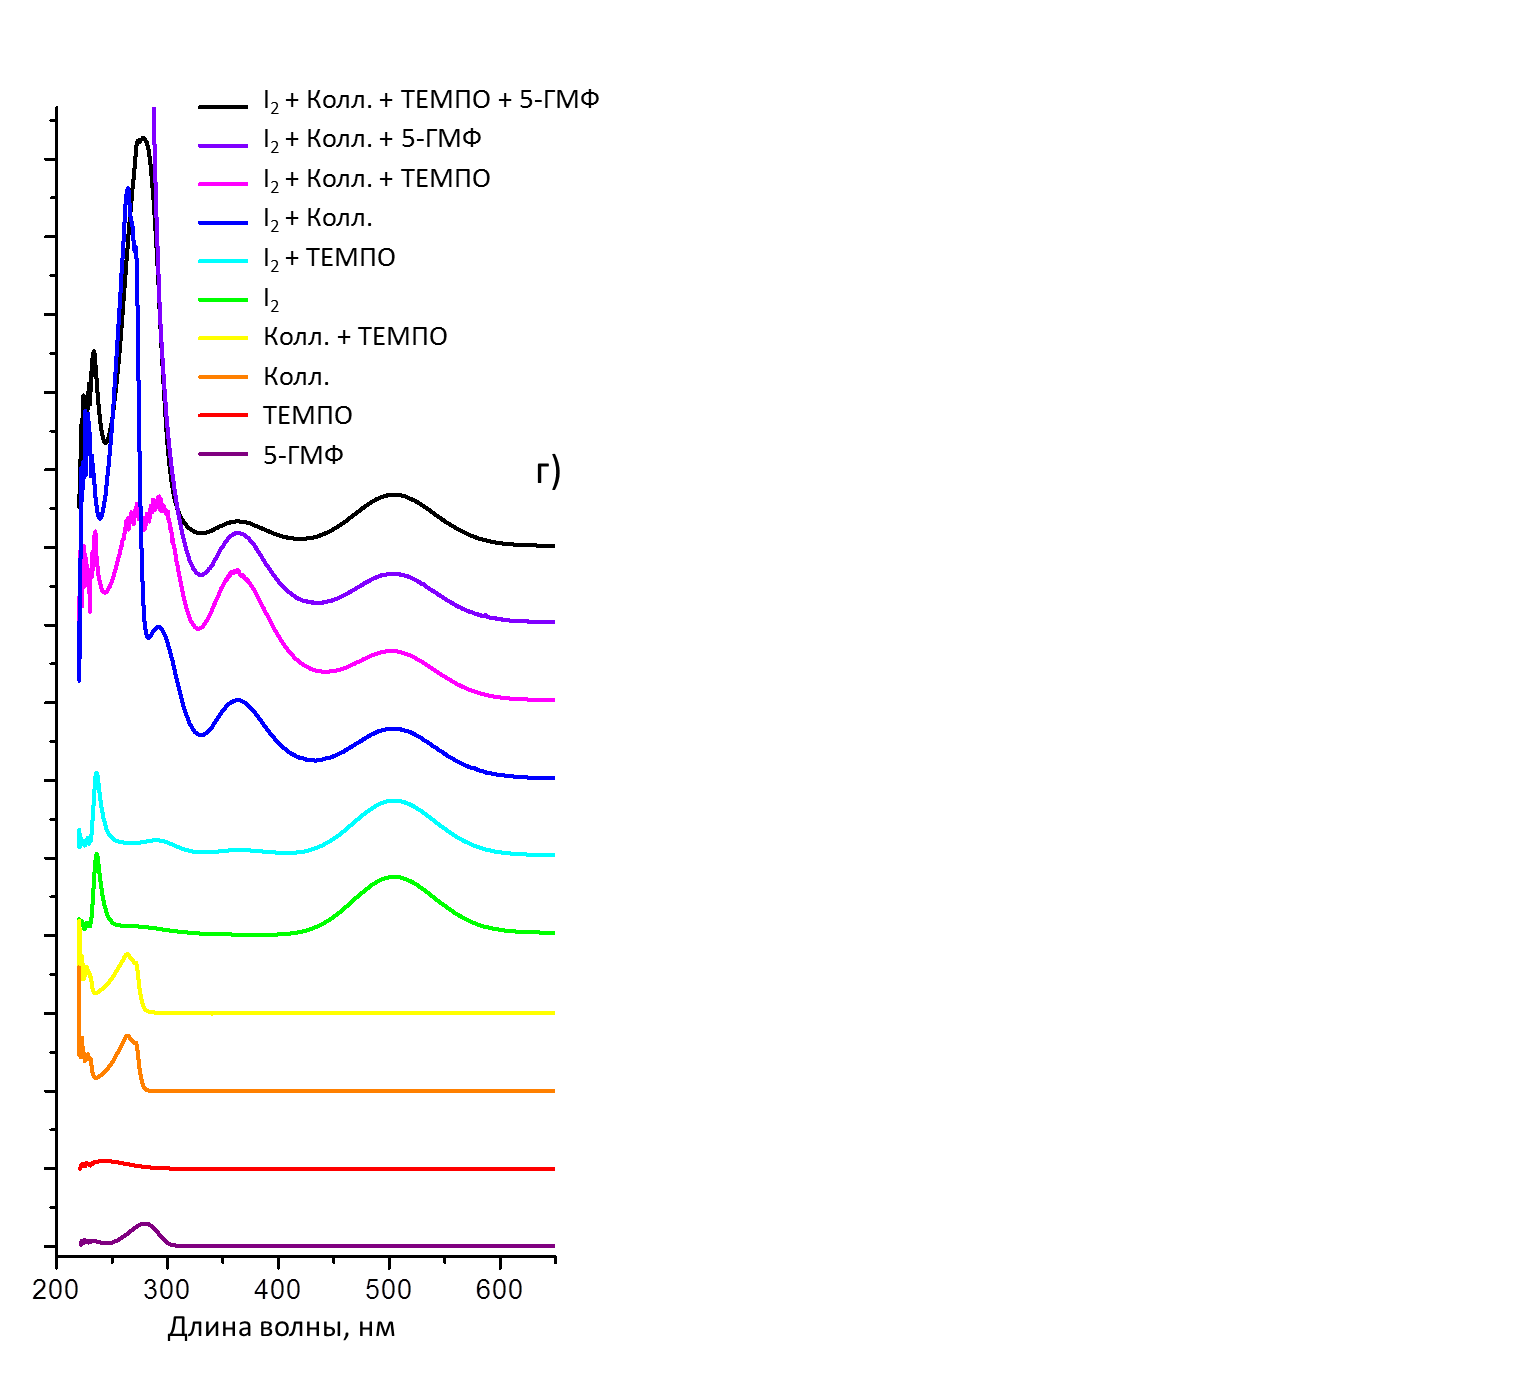 I₂ + Колл. + ТЕМПО + 5-ГМФ
I₂ + Колл. + 5-ГМФ
I₂ + Колл. + ТЕМПО
I₂ + Колл.
I₂ + ТЕМПО
I₂
Колл. + ТЕМПО
Колл.
ТЕМПО
5-ГМФ
г)
200 300 400 500 600
Длина волны, нм